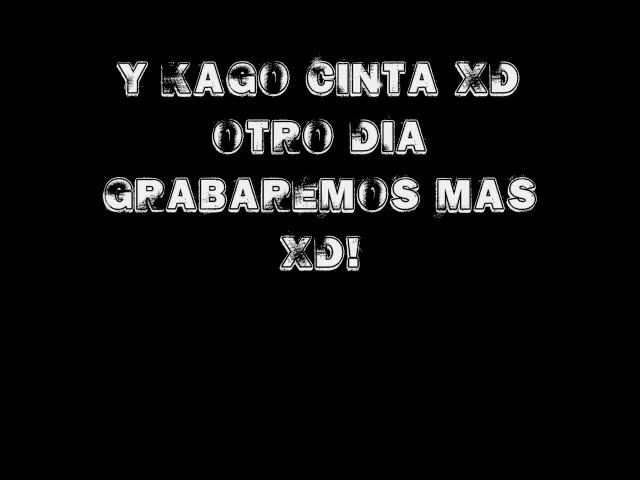 Y KAGO CINTA XD
OTRO DIA
GRABAREMOS MAS
XD!